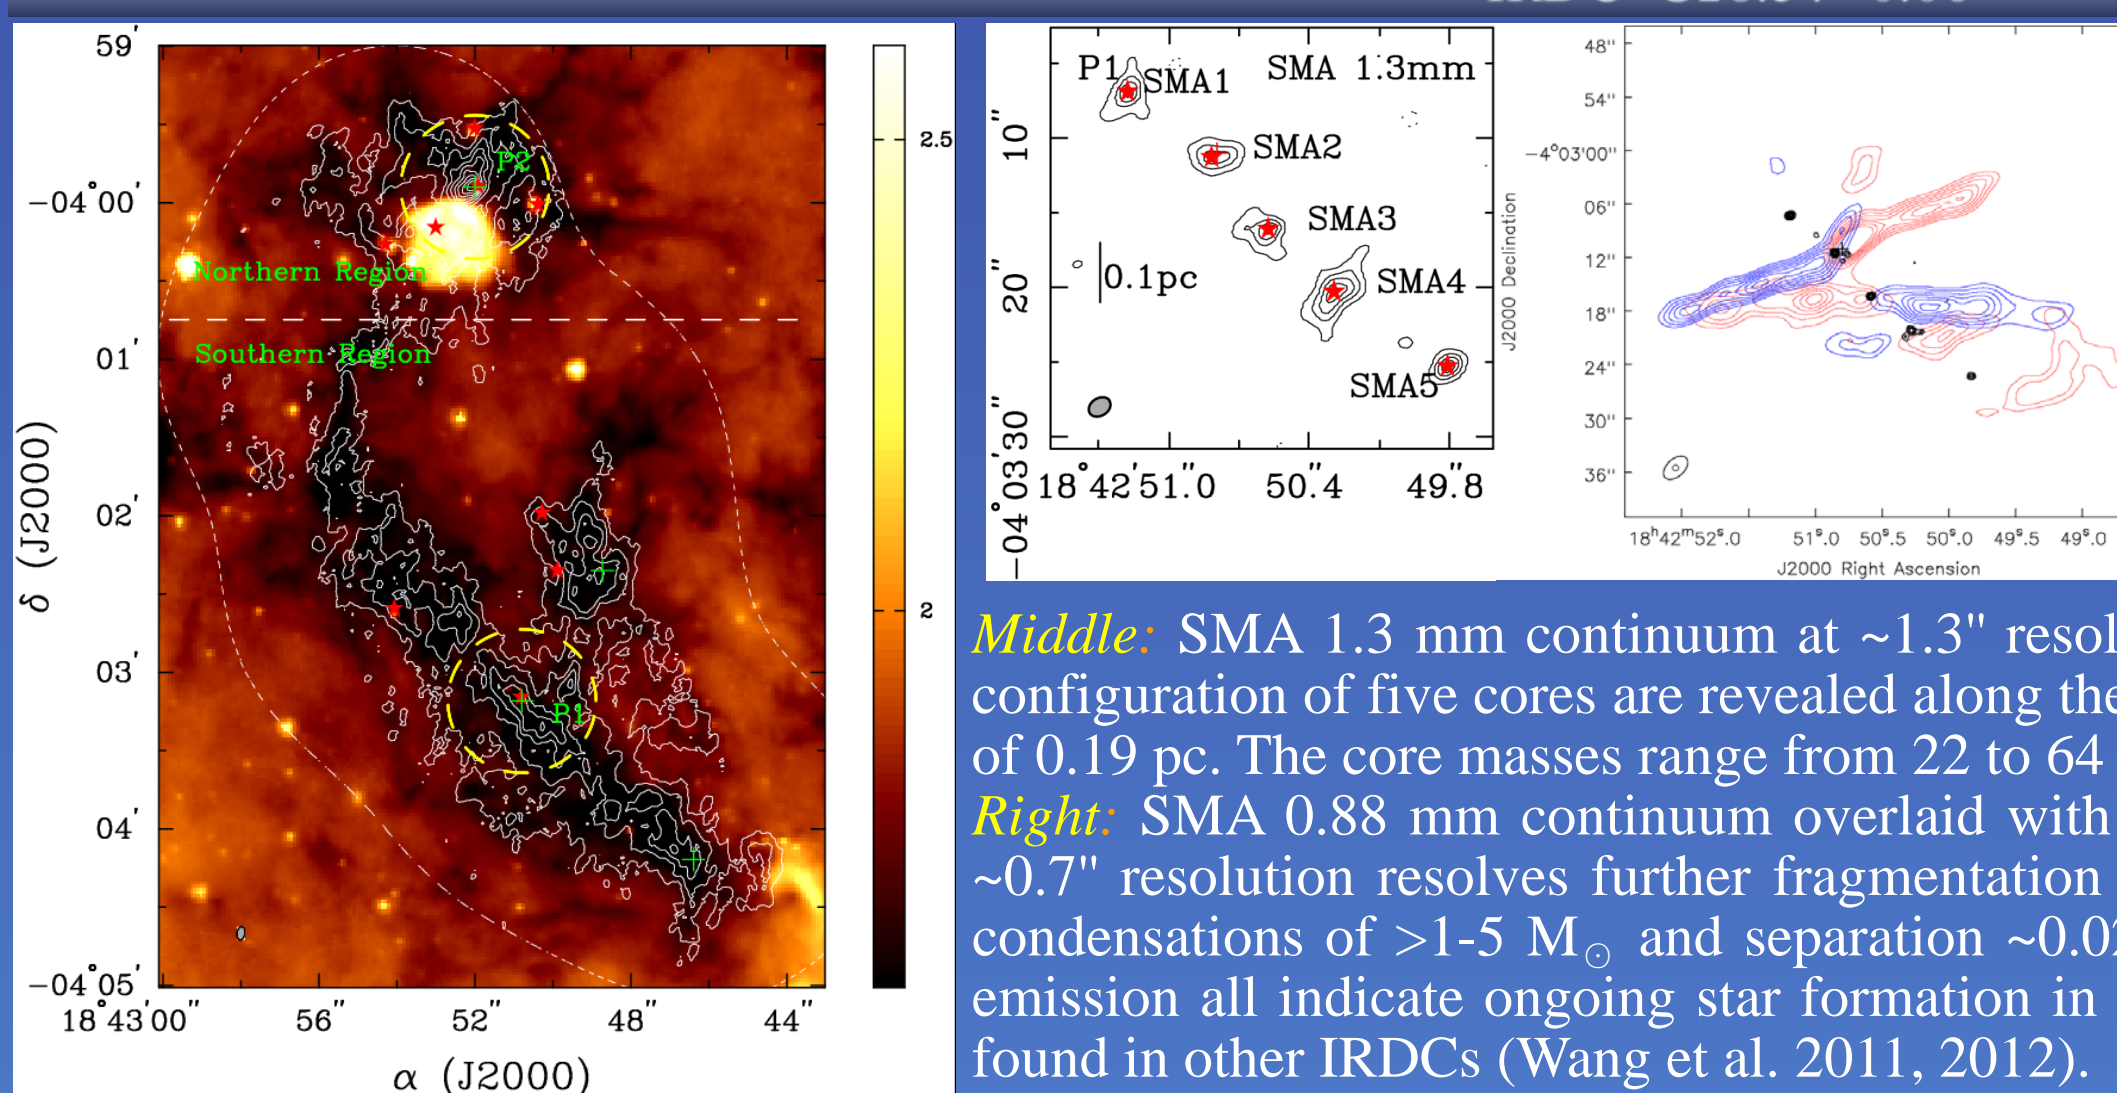 59′
−04°00′
01′
02′
03′
04′
−04°05′
δ (J2000)
18°43′00″ 56″ 52″ 48″ 44″
α (J2000)
P2
Northern Region
Southern Region
P1
2.5
2
P1 SMA1 SMA 1.3mm
SMA2
SMA3
0.1pc SMA4
SMA5
10″
20″
−04°03′30″
18°42′51.0″ 50.4″ 49.8″
48"
54"
−4°03'00"
06"
12"
18"
24"
30"
36"
J2000 Declination
18h42m52s.0 51s.0 50s.5 50s.0 49s.5 49s.0
J2000 Right Ascension
Middle: SMA 1.3 mm continuum at ~1.3" resol
configuration of five cores are revealed along the
of 0.19 pc. The core masses range from 22 to 64
Right: SMA 0.88 mm continuum overlaid with
~0.7" resolution resolves further fragmentation
condensations of >1-5 M☉ and separation ~0.02
emission all indicate ongoing star formation in
found in other IRDCs (Wang et al. 2011, 2012).